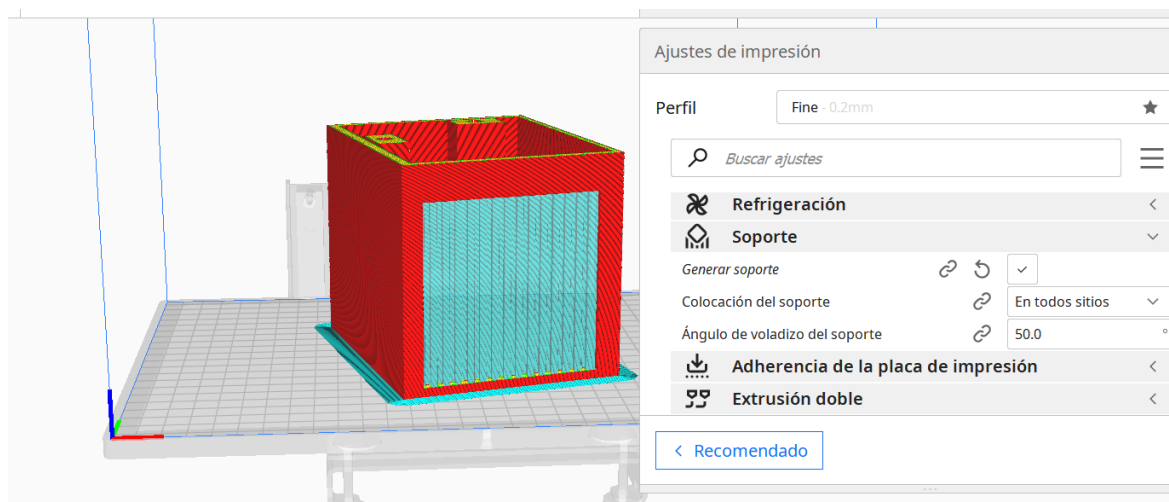 Ajustes de impresión
Perfil
Fine - 0.2mm
Buscar ajustes
Refrigeración
Soporte
Generar soporte
Colocación del soporte
En todos sitios
Ángulo de voladizo del soporte
50.0 °
Adherencia de la placa de impresión
Extrusión doble
Recomendado